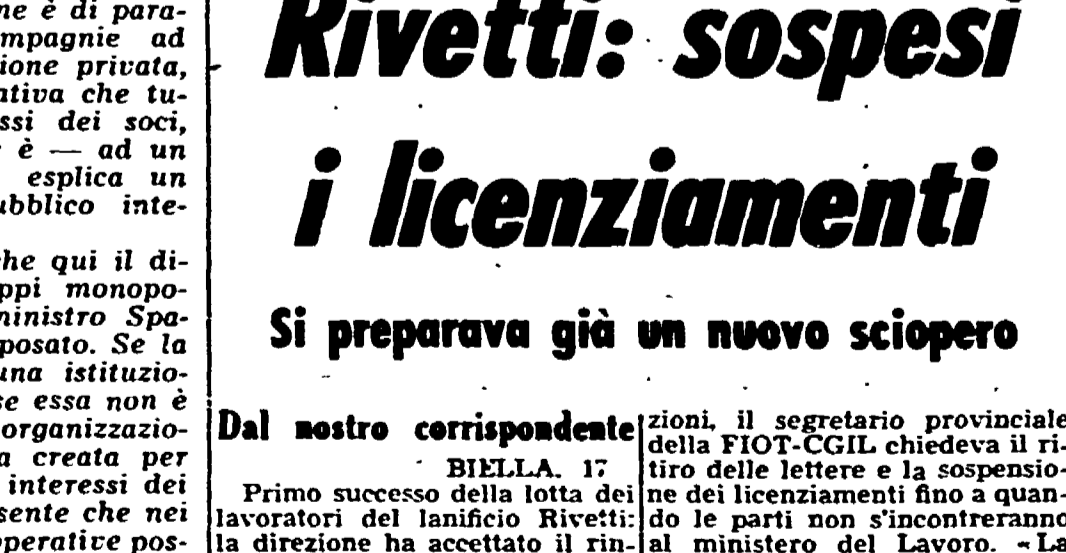 ne è di para-
mpagnie ad
ione privata,
ativa che tu-
ssi dei soci,
è — ad un
esplica un
ubblico inte-
he qui il di-
ppi monopo-
ministro Spa-
posato. Se la
una istituzio-
se essa non è
organizzazio-
a creata per
interessi dei
sente che nei
operative pos-
Rivetti: sospesi
i licenziamenti
Si preparava già un nuovo sciopero
Dal nostro corrispondente
BIELLA. 17
Primo successo della lotta dei
lavoratori del lanificio Rivetti:
la direzione ha accettato il rin-
zioni, il segretario provinciale
della FIOT-CGIL chiedeva il ri-
tiro delle lettere e la sospensio-
ne dei licenziamenti fino a quan-
do le parti non s'incontreranno
al ministero del Lavoro. «La